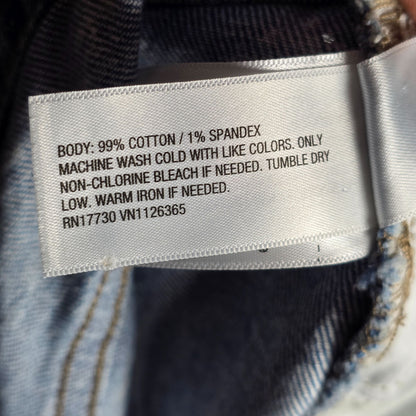 BODY: 99% COTTON / 1% SPANDEX
MACHINE WASH COLD WITH LIKE COLORS. ONLY
NON-CHLORINE BLEACH IF NEEDED. TUMBLE DRY
LOW. WARM IRON IF NEEDED.
RN17730 VN1126365